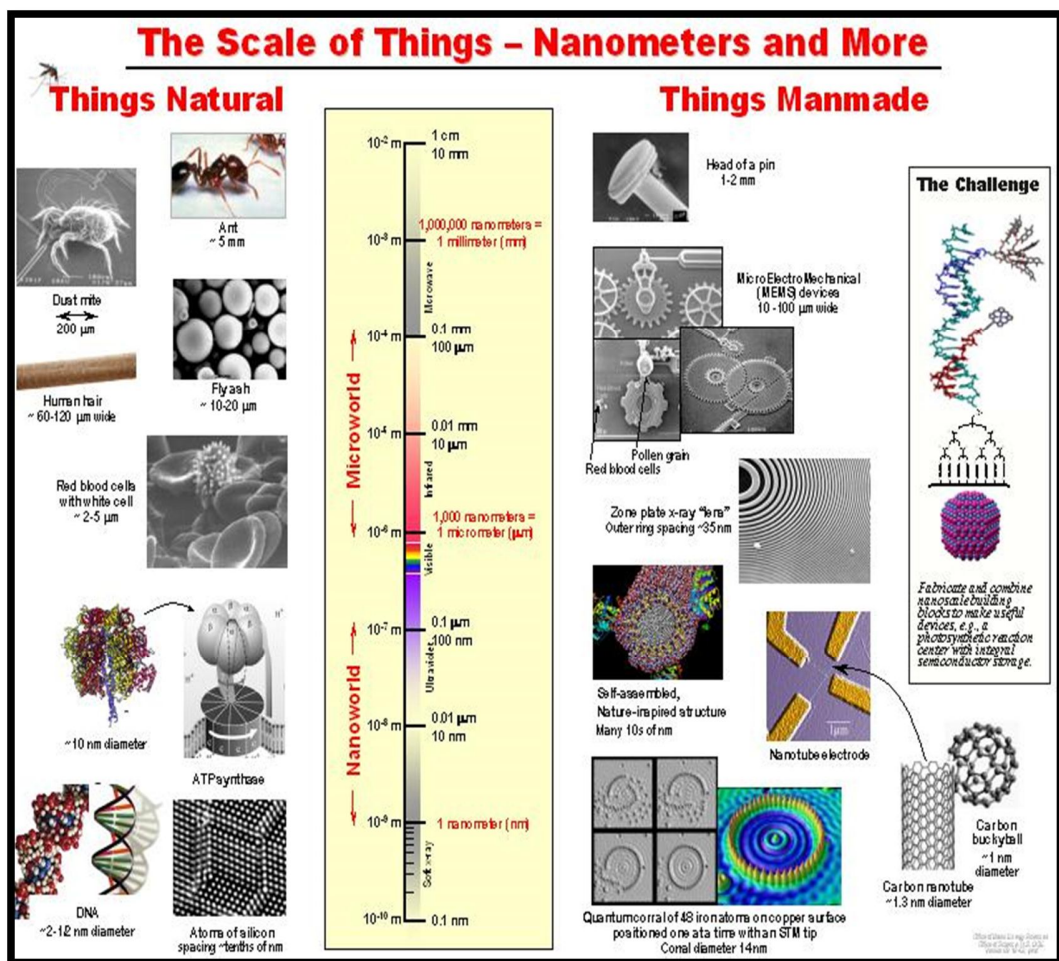 The Scale of Things – Nanometers and More
Things Natural
Things Manmade
Ant
~ 5 mm
Dust mite
200 µm
Human hair
~ 60-120 µm wide
Fly ash
~ 10-20 µm
Red blood cells
with white cell
~ 2-5 µm
~10 nm diameter
ATP synthase
DNA
~2-1/2 nm diameter
Atoms of silicon
spacing ~tenths of nm
10-2 m
1 cm
10 mm
1,000,000 nanometers =
10-3 m
1 millimeter (mm)
Microwave
10-4 m
0.1 mm
100 µm
Microworld
10-4 m
0.01 mm
10 µm
Infrared
1,000 nanometers =
10-6 m
1 micrometer (µm)
Visible
10-7 m
0.1 µm
100 nm
Ultraviolet
Nanoworld
10-8 m
0.01 µm
10 nm
10-9 m
1 nanometer (nm)
Soft x-ray
10-10 m
0.1 nm
Head of a pin
1-2 mm
MicroElectroMechanical
(MEMS) devices
10 -100 µm wide
Pollen grain
Red blood cells
Zone plate x-ray "lens"
Outer ring spacing ~35 nm
Self-assembled,
Nature-inspired structure
Many 10s of nm
1µm
Nanotube electrode
Carbon
buckyball
~1 nm
diameter
Carbon nanotube
~1.3 nm diameter
Quantum corral of 48 iron atoms on copper surface
positioned one at a time with an STM tip
Corral diameter 14 nm
The Challenge
Fabricate and combine
nanoscale building
blocks to make useful
devices, e.g., a
photosynthetic reaction
center with integral
semiconductor storage.